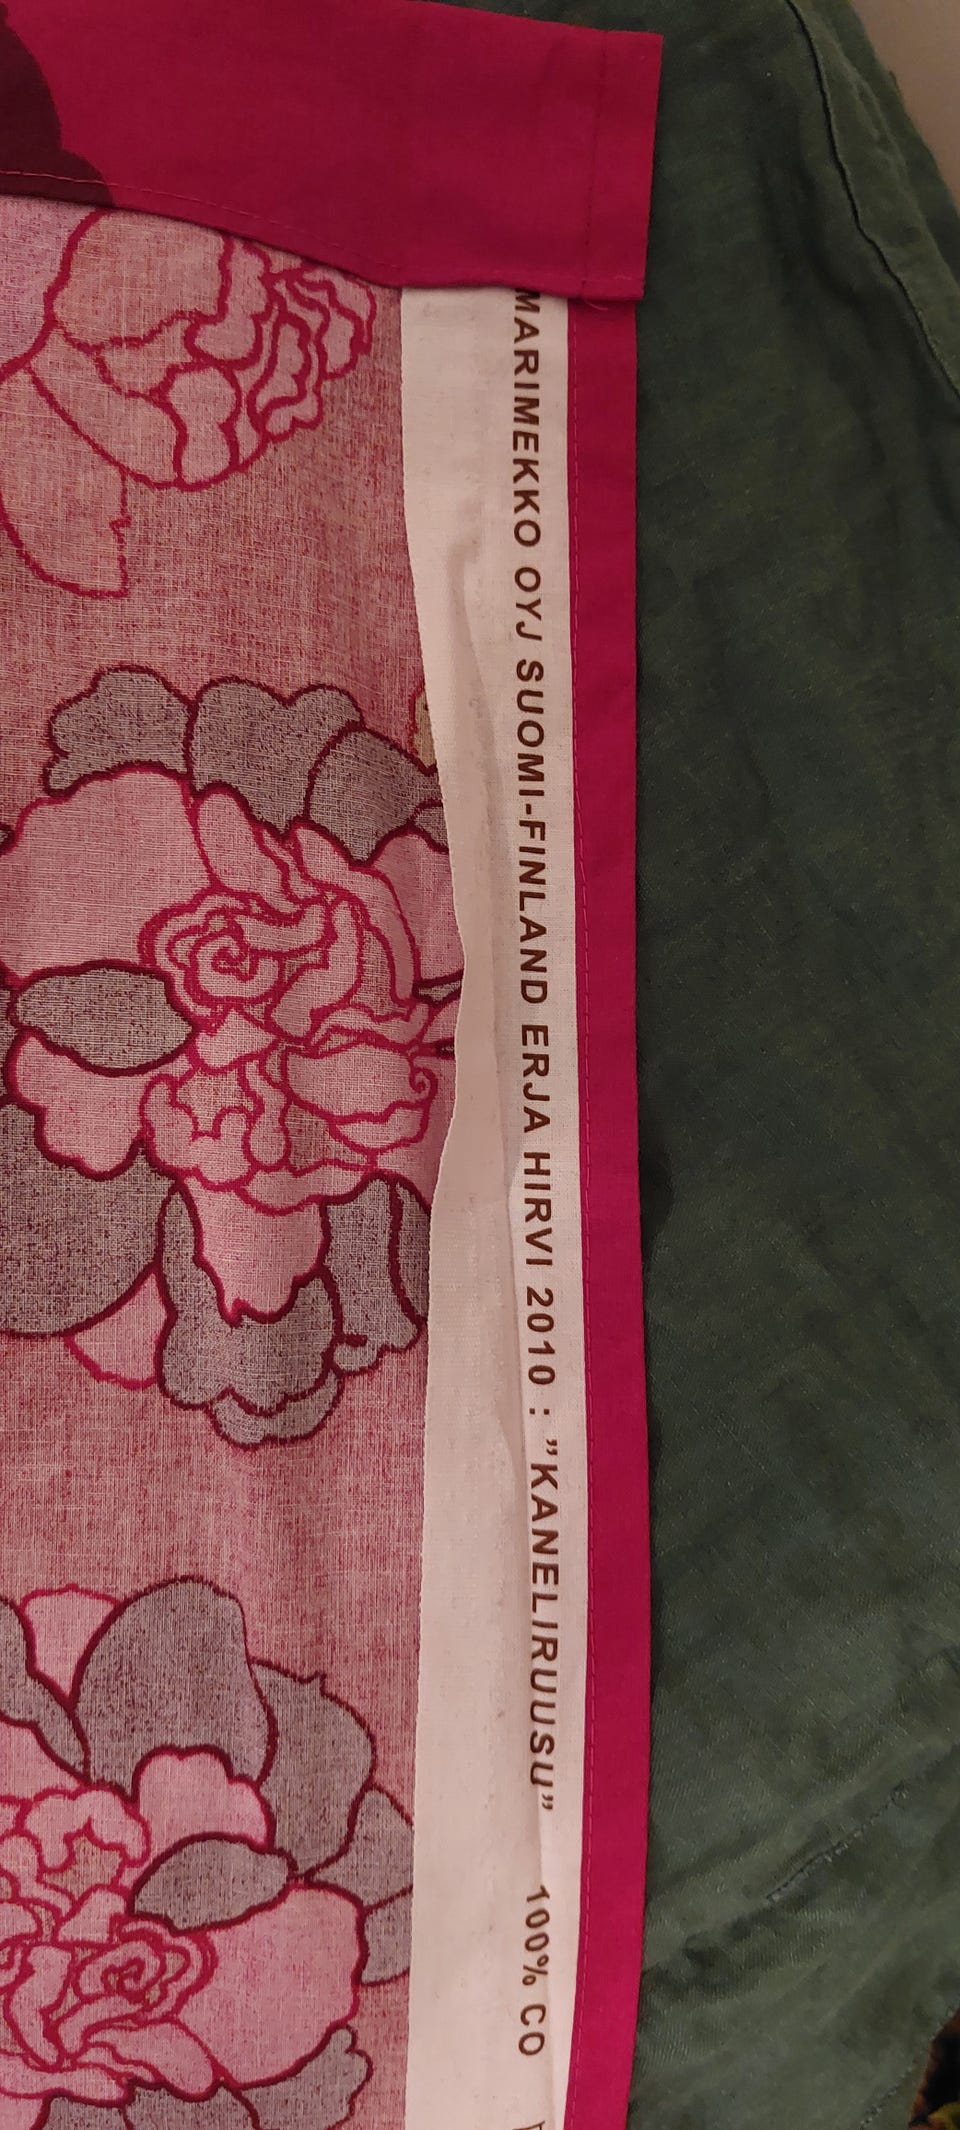 MARIMEKKO OYJ SUOMI-FINLAND ERJA HIRVI 2010 : ”KANELIRUUSU” 100% CO